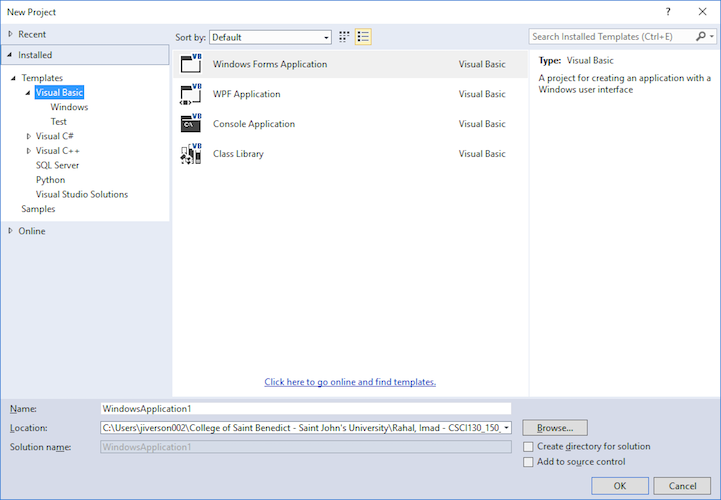 New Project
? ✕
Recent
Installed
Templates
Visual Basic
Windows
Test
Visual C#
Visual C++
SQL Server
Python
Visual Studio Solutions
Samples
Online
Sort by: Default
Search Installed Templates (Ctrl+E)
VB Windows Forms Application Visual Basic
VB WPF Application Visual Basic
VB C:\ Console Application Visual Basic
VB Class Library Visual Basic
Click here to go online and find templates.
Type: Visual Basic
A project for creating an application with a
Windows user interface
Name: WindowsApplication1
Location: C:\Users\jiverson002\College of Saint Benedict - Saint John's University\Rahal, Imad - CSCI130_150_ Browse...
Solution name: WindowsApplication1
Create directory for solution
Add to source control
OK Cancel